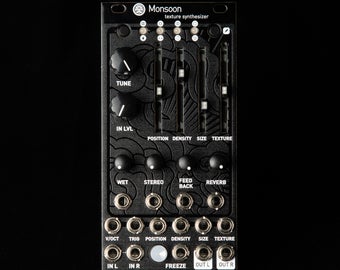 Monsoon
texture synthesizer
TUNE
IN LVL
POSITION DENSITY SIZE TEXTURE
WET STEREO FEED BACK REVERB
V/OCT TRIG POSITION DENSITY SIZE TEXTURE
IN L IN R FREEZE OUT L OUT R